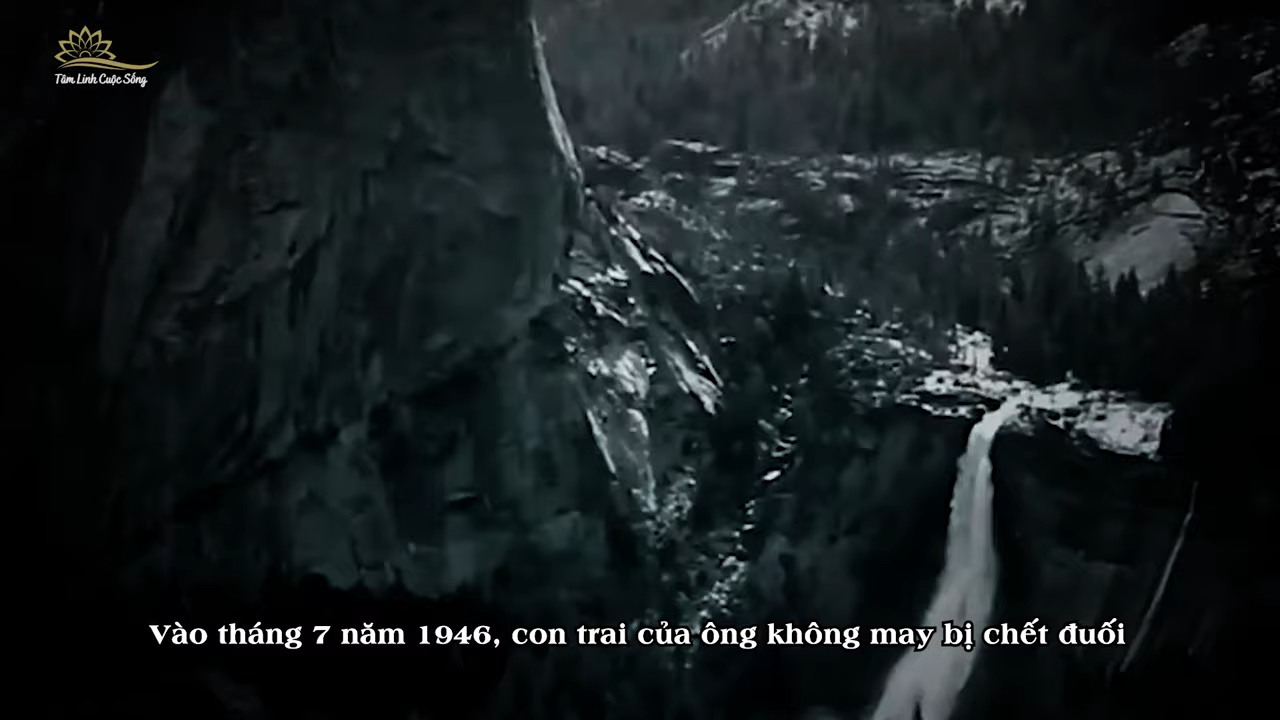 Tâm Linh Cuộc Sống
Vào tháng 7 năm 1946, con trai của ông không may bị chết đuối